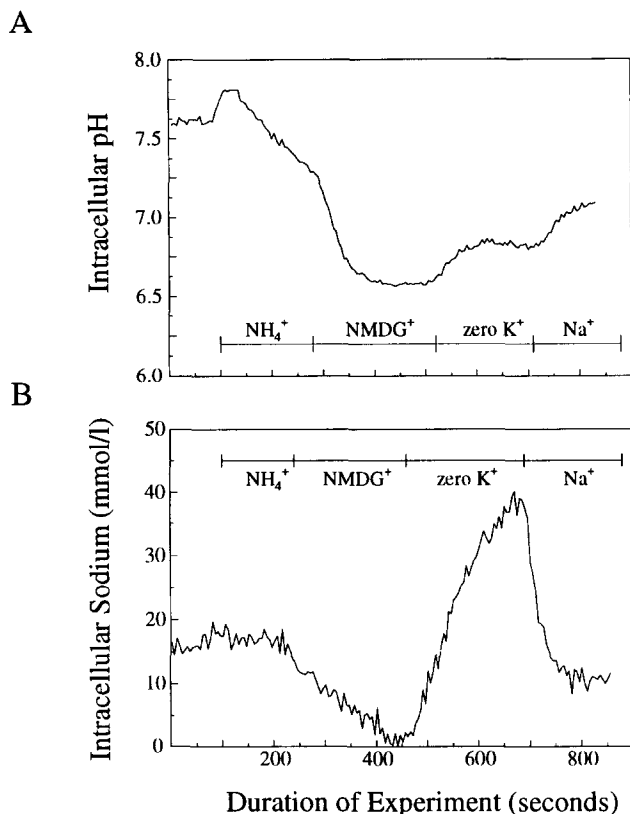 A
8.0
7.5
7.0
6.5
6.0
Intracellular pH
NH₄⁺ NMDG⁺ zero K⁺ Na⁺
B
50
40
30
20
10
0
Intracellular Sodium (mmol/l)
NH₄⁺ NMDG⁺ zero K⁺ Na⁺
200 400 600 800
Duration of Experiment (seconds)